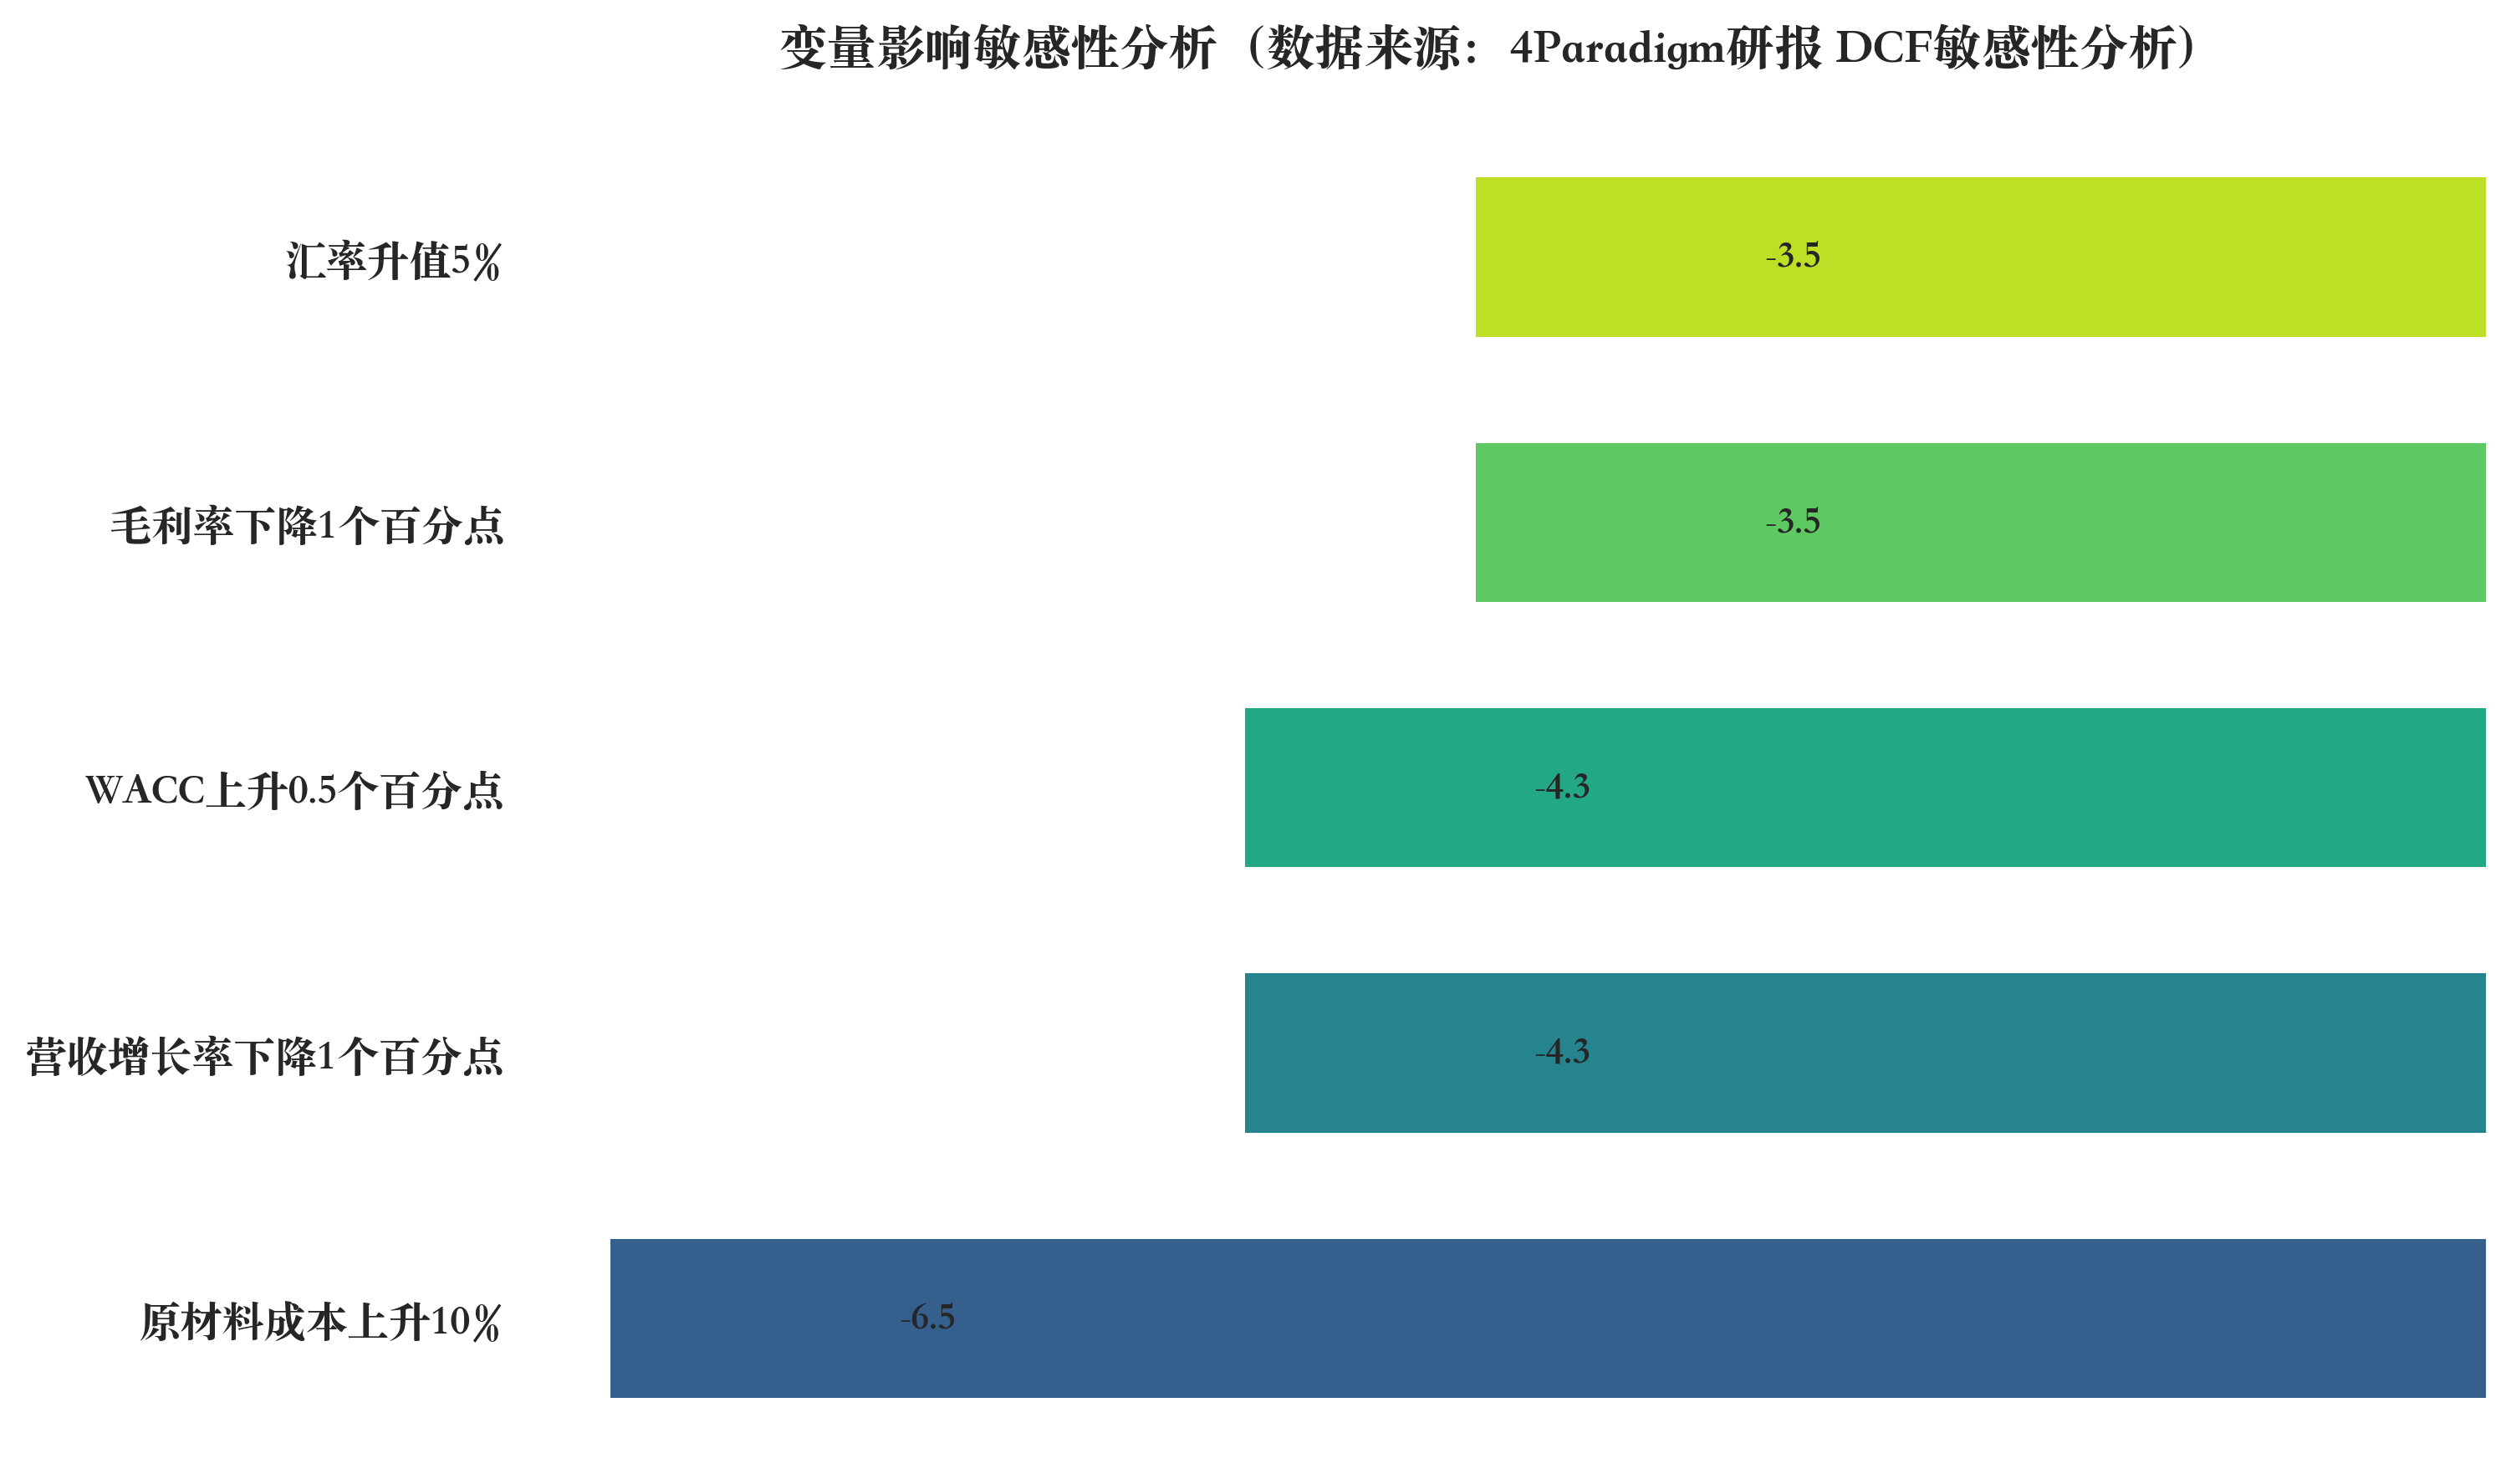 变量影响敏感性分析（数据来源：4Paradigm研报 DCF敏感性分析）
汇率升值5%
-3.5
毛利率下降1个百分点
-3.5
WACC上升0.5个百分点
-4.3
营收增长率下降1个百分点
-4.3
原材料成本上升10%
-6.5